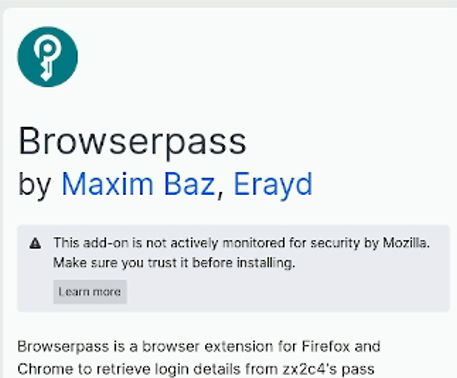 Browserpass
by Maxim Baz, Erayd
This add-on is not actively monitored for security by Mozilla.
Make sure you trust it before installing.
Learn more
Browserpass is a browser extension for Firefox and
Chrome to retrieve login details from zx2c4's pass